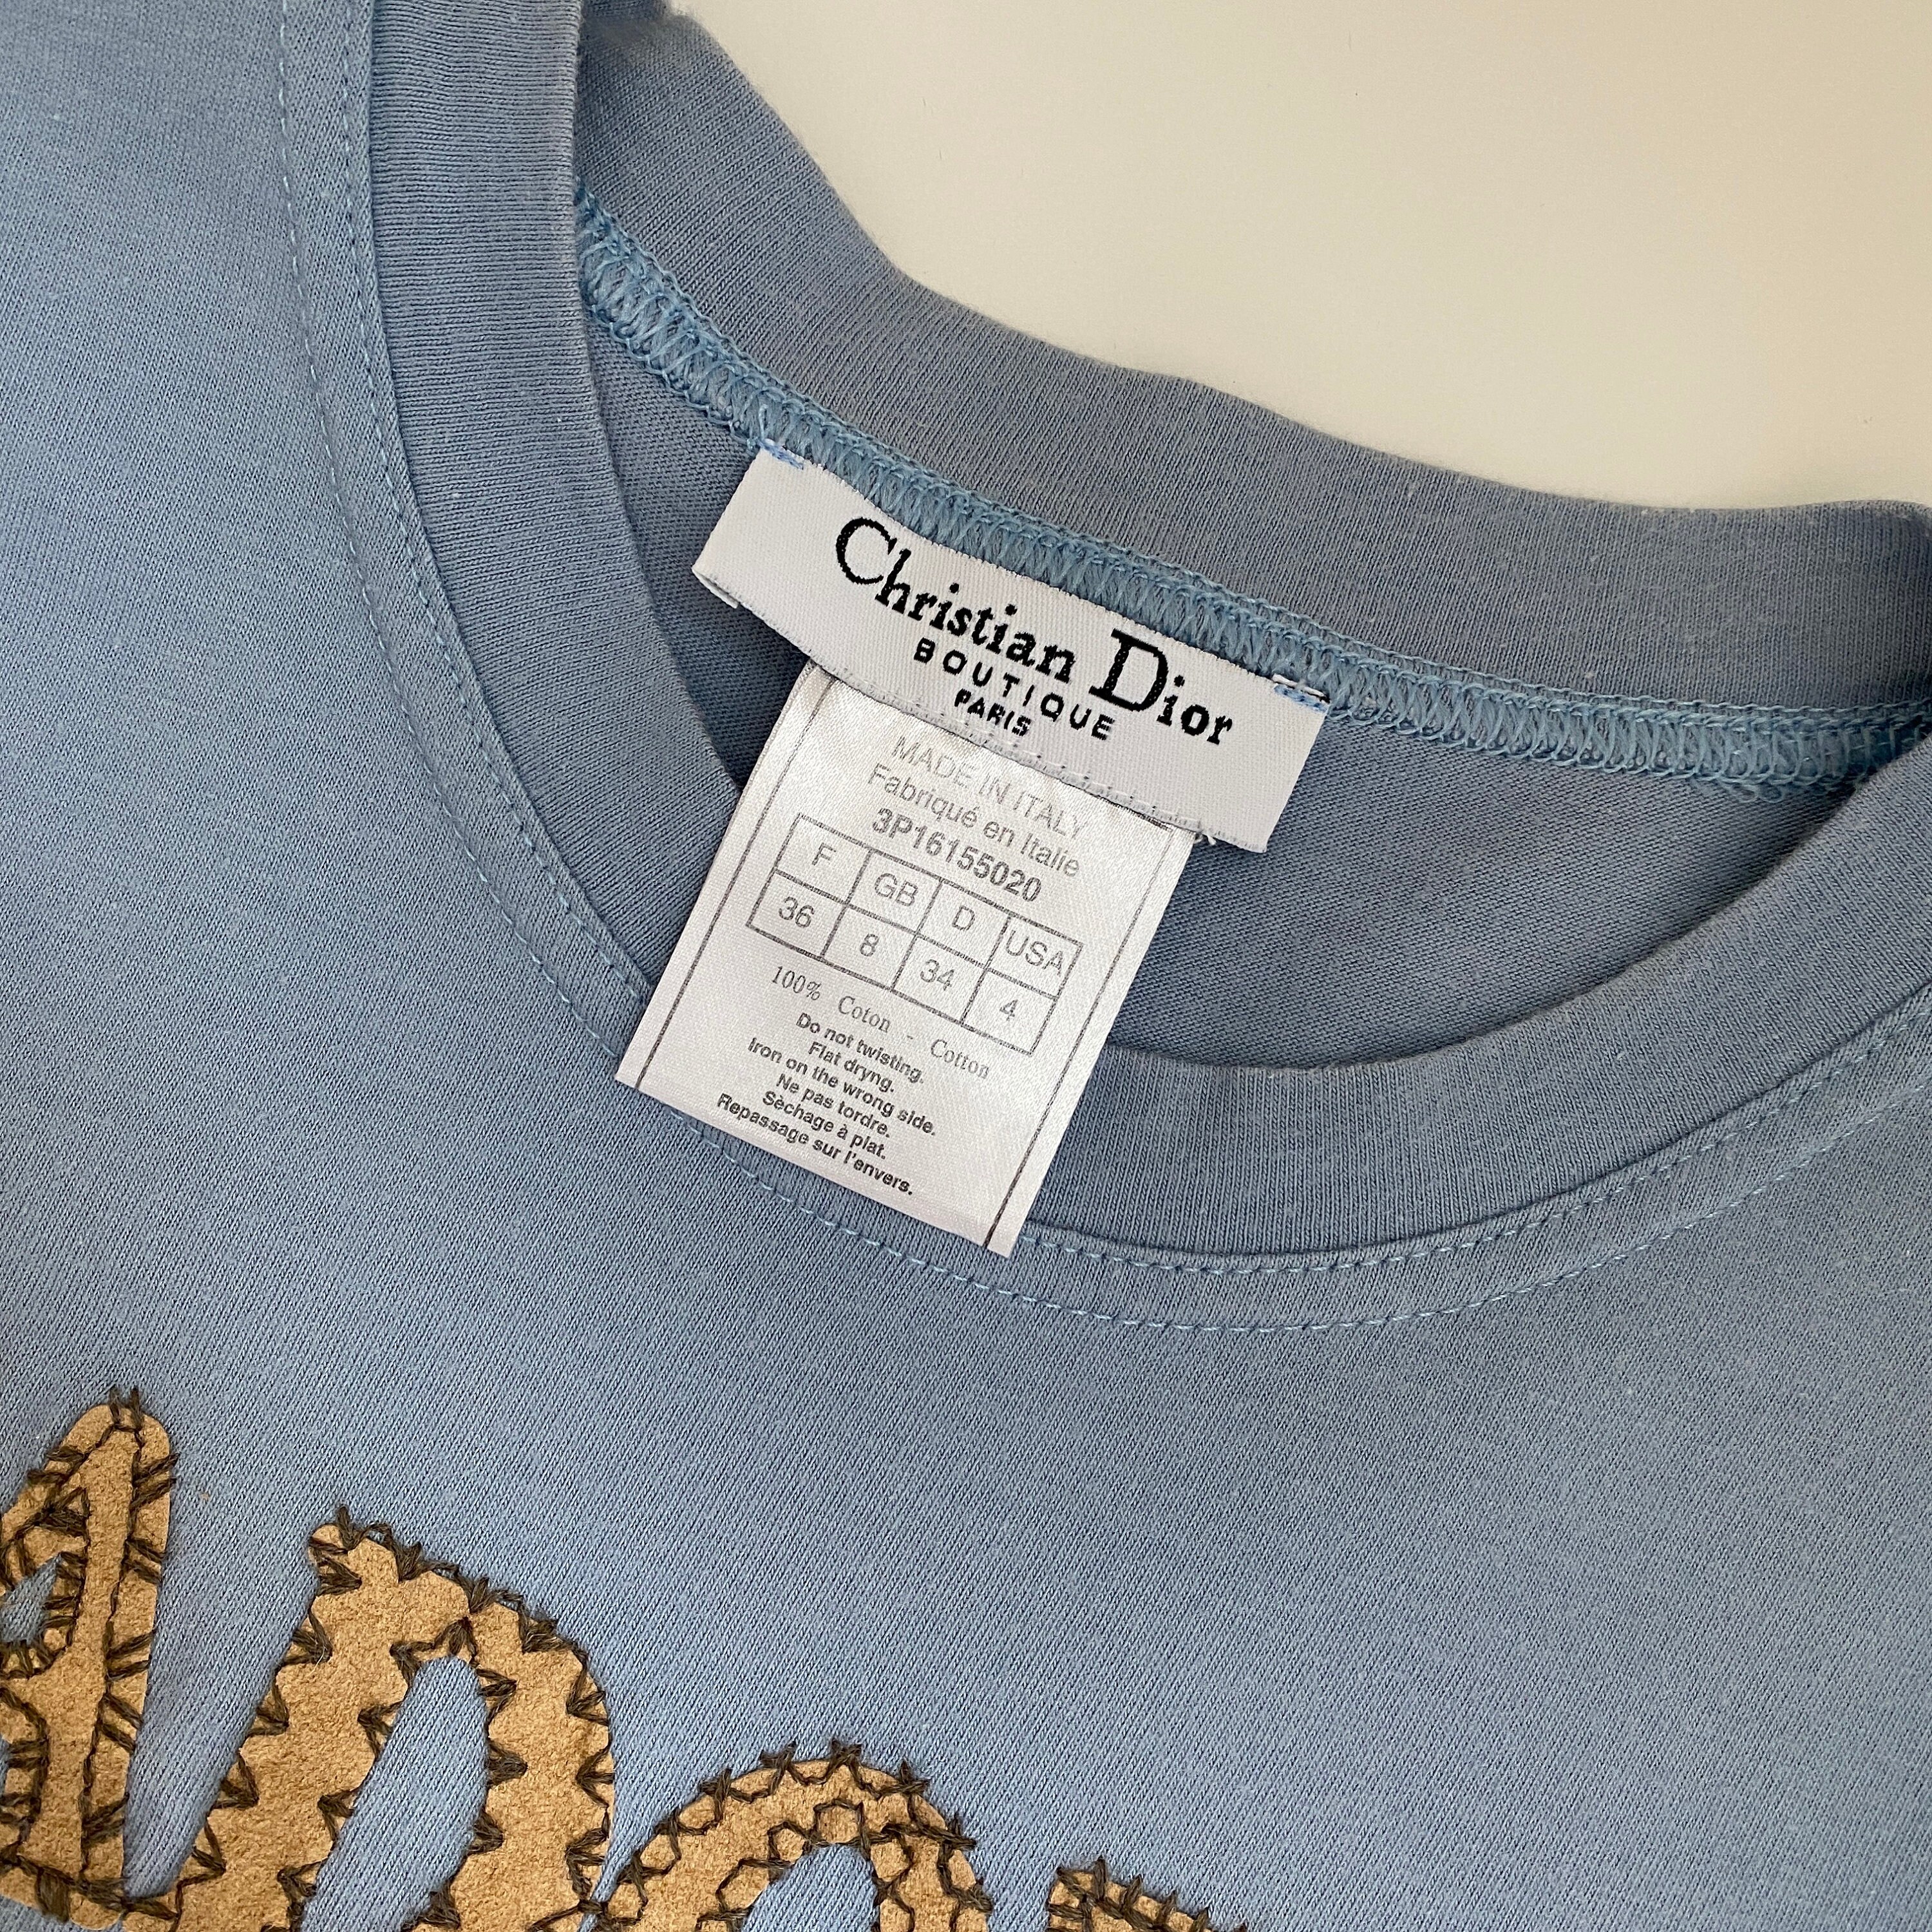 Christian Dior
BOUTIQUE
PARIS
MADE IN ITALY
Fabriqué en Italie
3P16155020
F GB D USA
36 8 34 4
100% Coton - Cotton
Do not twisting.
Flat dryng.
Iron on the wrong side.
Ne pas tordre.
Sèchage à plat.
Repassage sur l'envers.